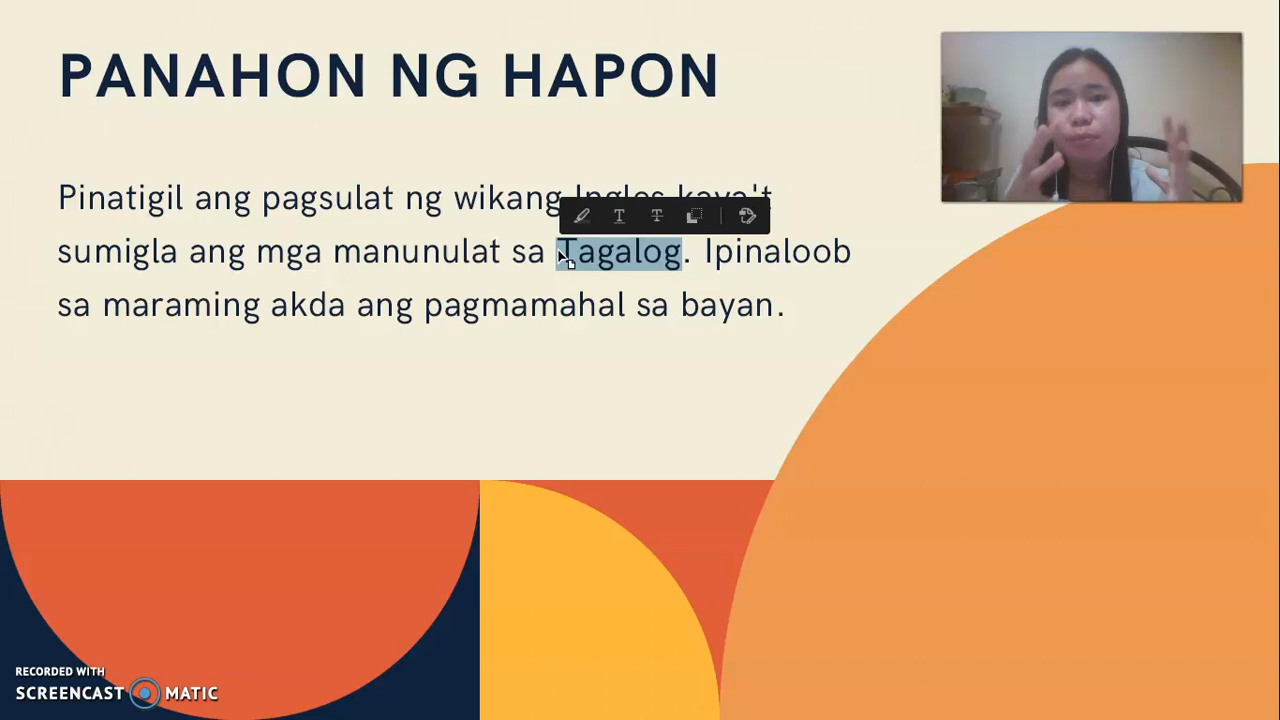 PANAHON NG HAPON
Pinatigil ang pagsulat ng wikang Ingles kaya't
sumigla ang mga manunulat sa Tagalog. Ipinaloob
sa maraming akda ang pagmamahal sa bayan.
RECORDED WITH
SCREENCAST MATIC